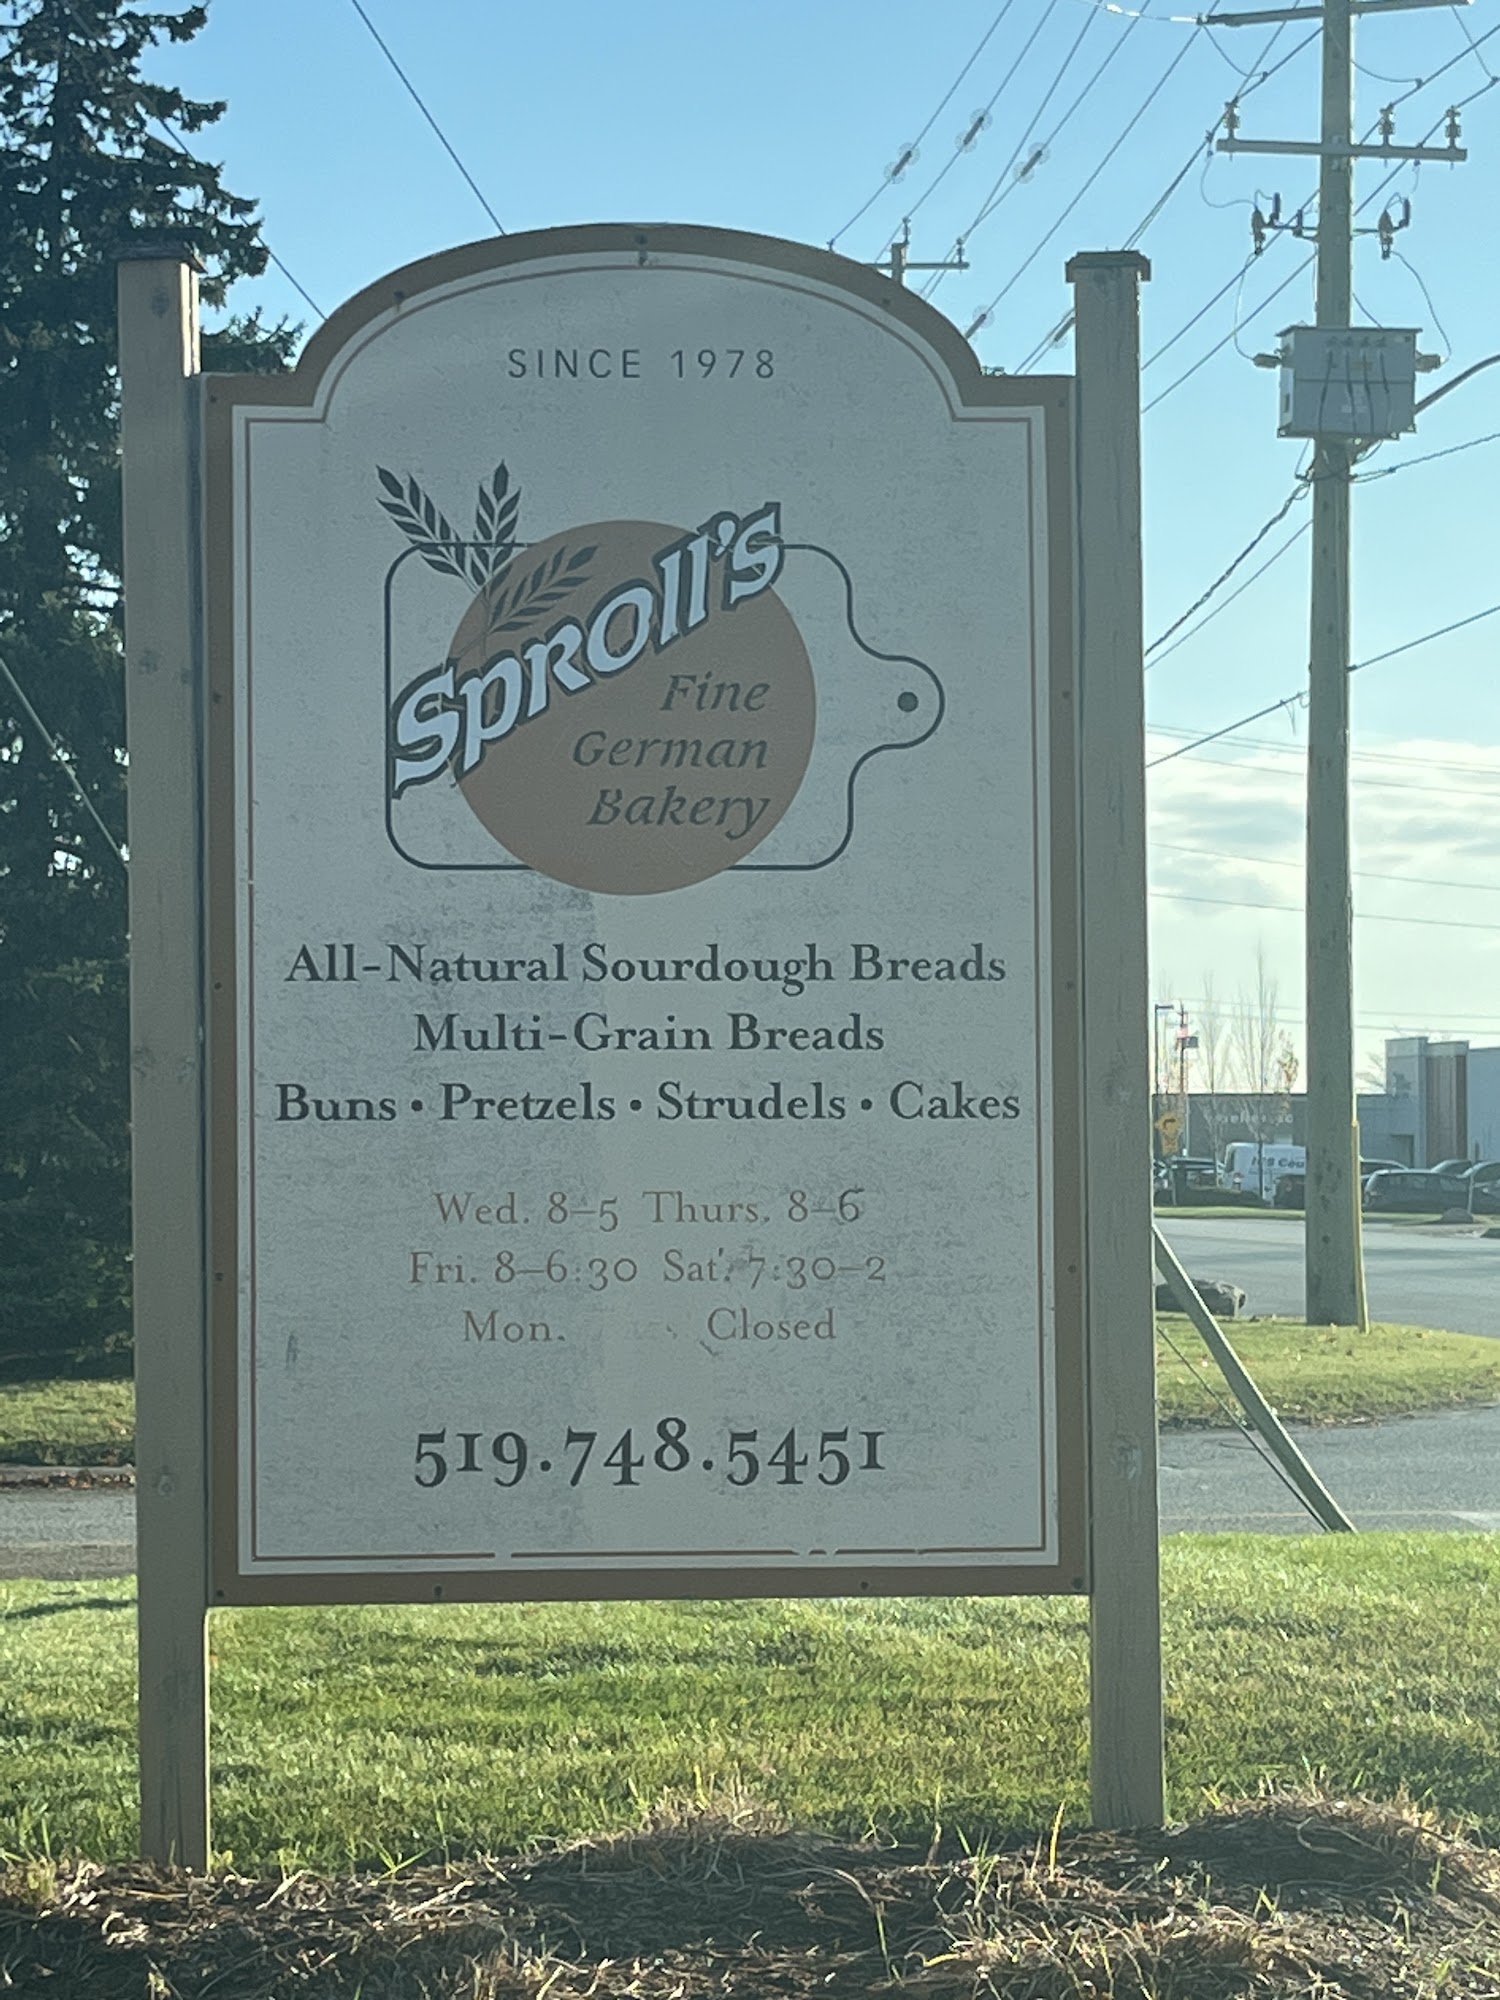 SINCE 1978
Sproll's
Fine
German
Bakery
All-Natural Sourdough Breads
Multi-Grain Breads
Buns • Pretzels • Strudels • Cakes
Wed. 8–5 Thurs. 8–6
Fri. 8–6:30 Sat. 7:30–2
Mon. Closed
519.748.5451